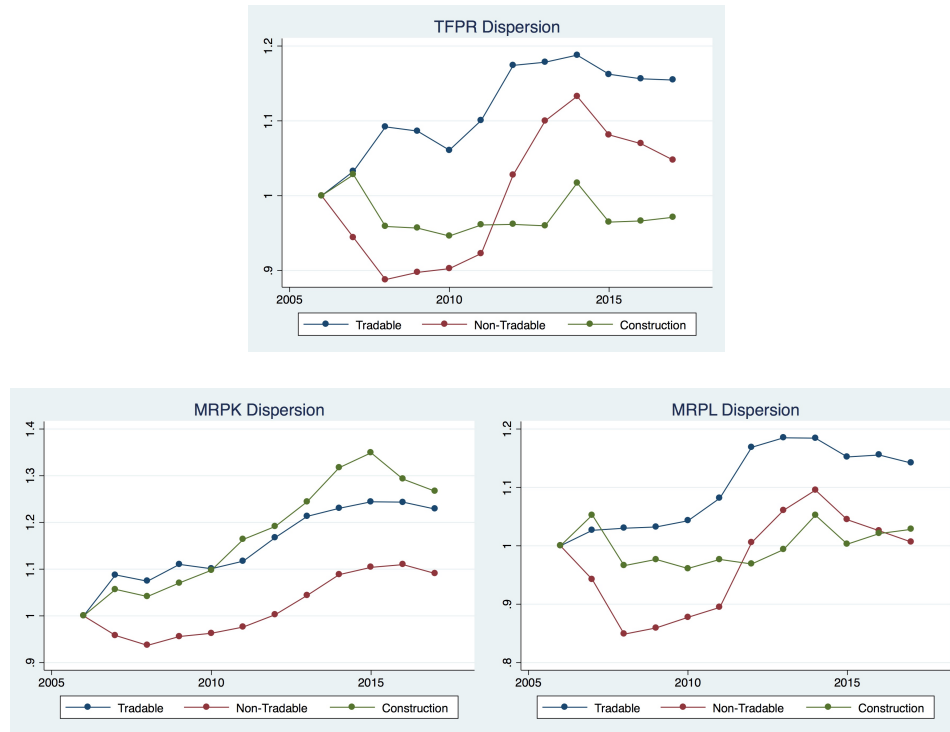 TFPR Dispersion
1.2
1.1
1
.9
2005 2010 2015
Tradable Non-Tradable Construction
MRPK Dispersion
1.4
1.3
1.2
1.1
1
.9
2005 2010 2015
Tradable Non-Tradable Construction
MRPL Dispersion
1.2
1.1
1
.9
.8
2005 2010 2015
Tradable Non-Tradable Construction